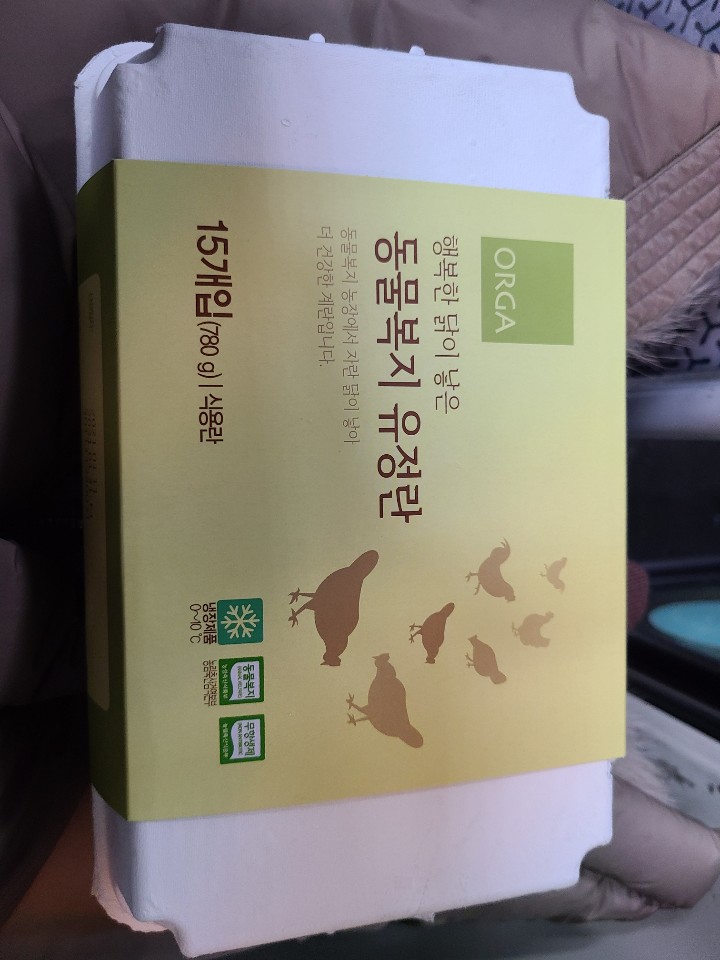 ORGA
행복한 닭이 낳은
동물복지 유정란
동물복지 농장에서 자란 닭이 낳아
더 건강한 계란입니다.
15개입(780 g) | 식용란
냉장제품
0~10 ℃
동물복지
무항생제